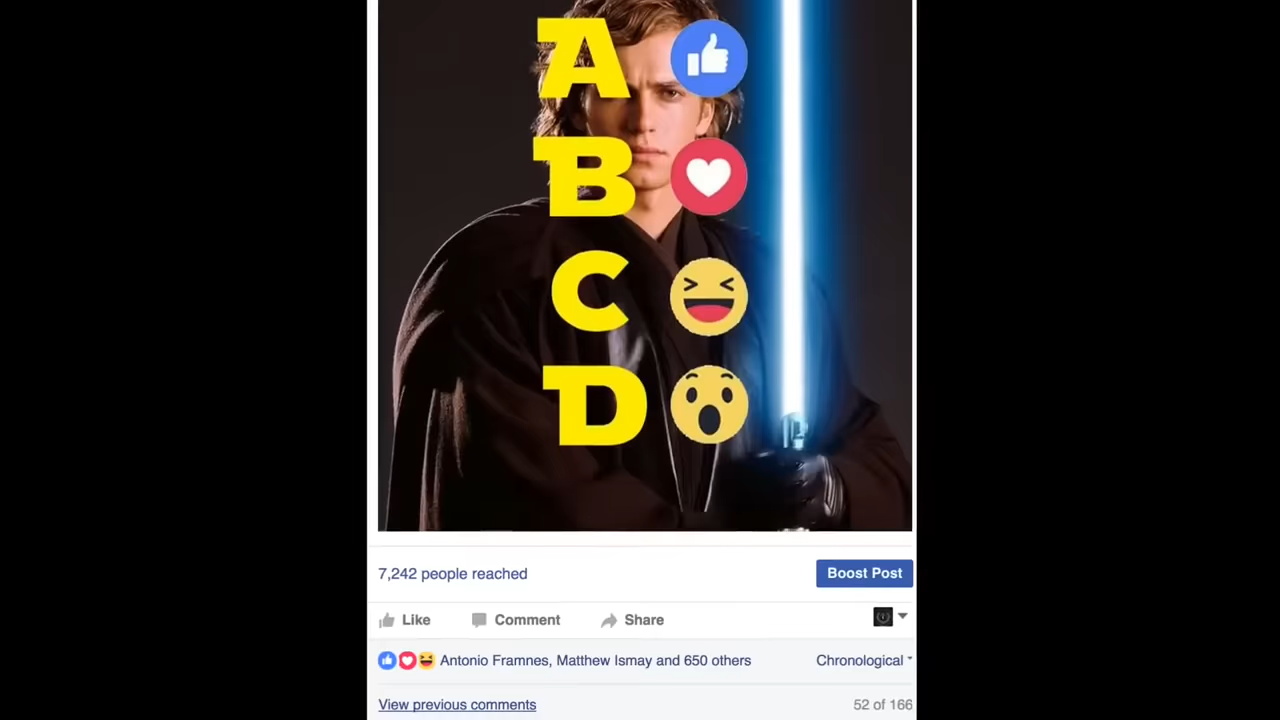 A
B
C
D
7,242 people reached
Boost Post
Like
Comment
Share
Antonio Framnes, Matthew Ismay and 650 others
Chronological
View previous comments
52 of 166